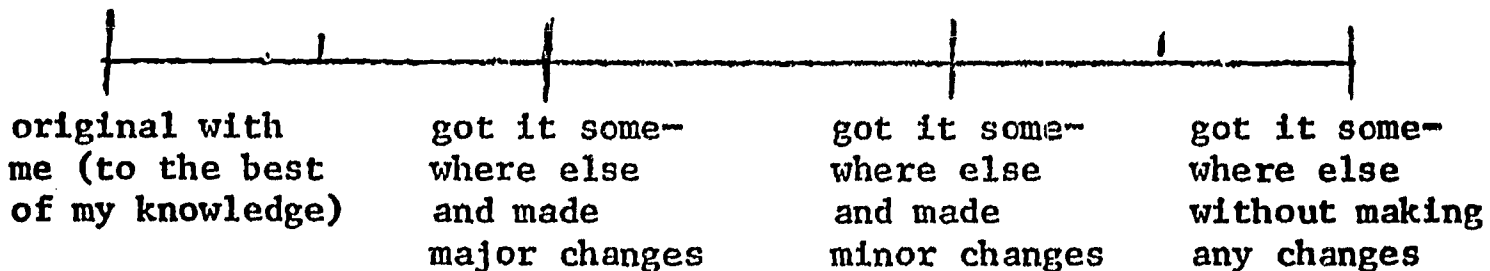 original with
me (to the best
of my knowledge)
got it some-
where else
and made
major changes
got it some-
where else
and made
minor changes
got it some-
where else
without making
any changes